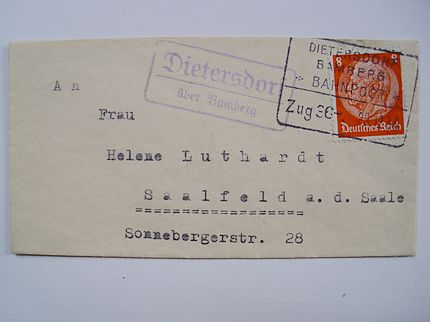 An
Frau
Helene Luthardt
Saalfeld a.d. Saale
Sonnebergerstr. 28
Dietersdorf
über Bamberg
DIETERSDORF
BAMBERG
BAHNPOST
Zug 36
8 8
Deutsches Reich